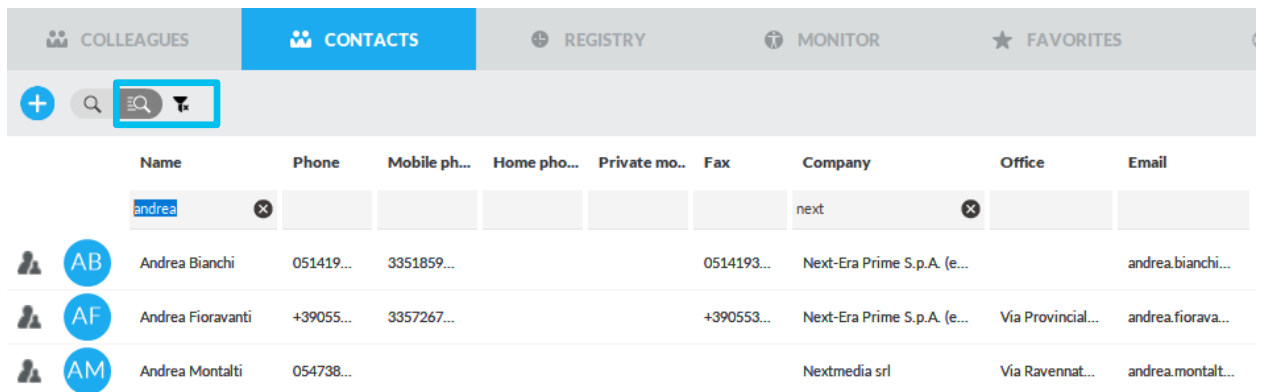 COLLEAGUES CONTACTS REGISTRY MONITOR FAVORITES
Name Phone Mobile ph... Home pho... Private mo.. Fax Company Office Email
andrea next
AB Andrea Bianchi 051419... 3351859... 0514193... Next-Era Prime S.p.A. (e... andrea.bianchi...
AF Andrea Fioravanti +39055... 3357267... +390553... Next-Era Prime S.p.A. (e... Via Provincial... andrea.fiorava...
AM Andrea Montalti 054738... Nextmedia srl Via Ravennat... andrea.montalt...